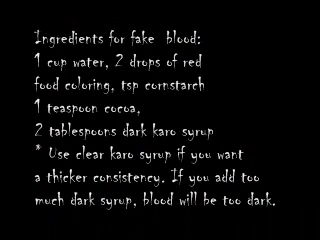 Ingredients for fake blood:
1 cup water, 2 drops of red
food coloring, tsp cornstarch
1 teaspoon cocoa,
2 tablespoons dark karo syrup
* Use clear karo syrup if you want
a thicker consistency. If you add too
much dark syrup, blood will be too dark.